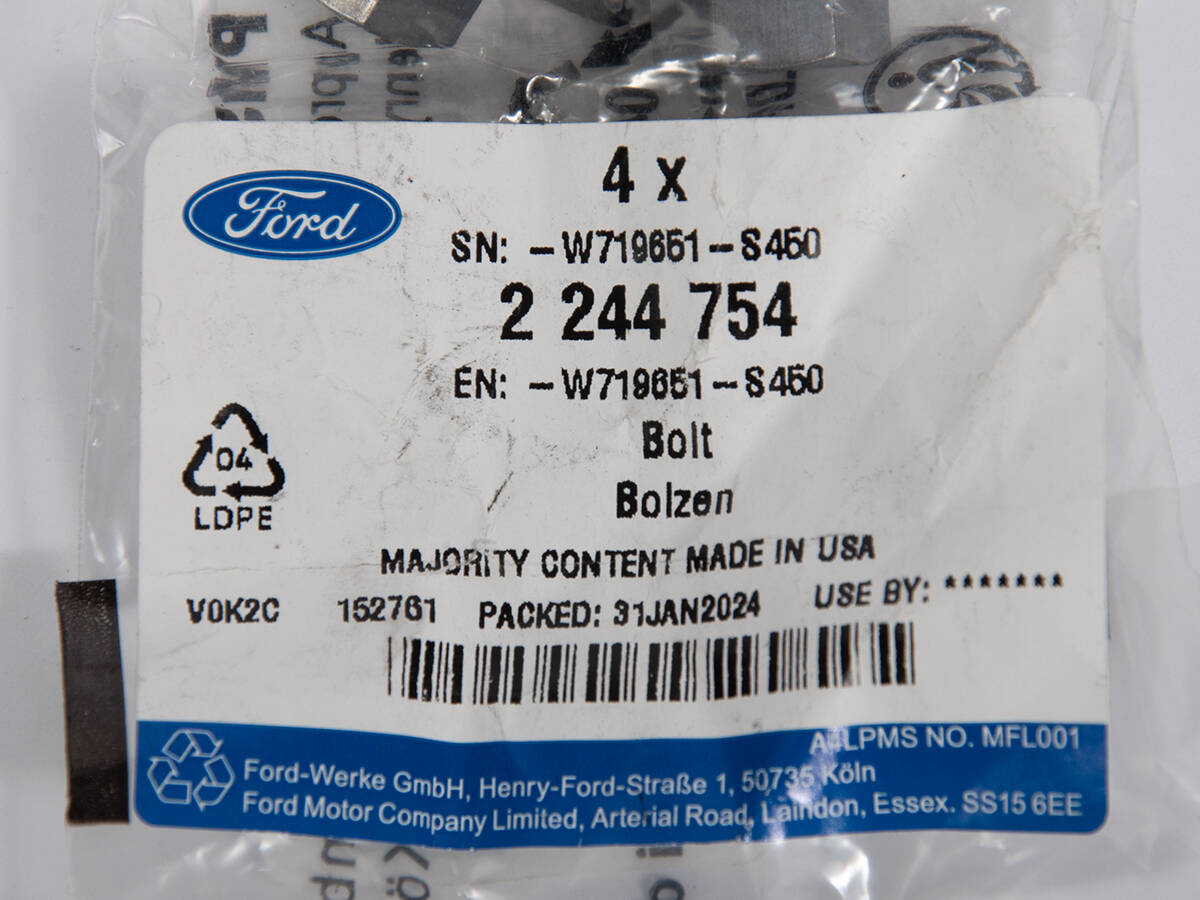 4 x
Ford
SN: -W719651-S450
2 244 754
EN: -W719651-S450
Bolt
Bolzen
04
LDPE
MAJORITY CONTENT MADE IN USA
V0K2C 152761 PACKED: 31JAN2024 USE BY: *******
A4LPMS NO. MFL001
Ford-Werke GmbH, Henry-Ford-Straße 1, 50735 Köln
Ford Motor Company Limited, Arterial Road, Laindon, Essex. SS15 6EE